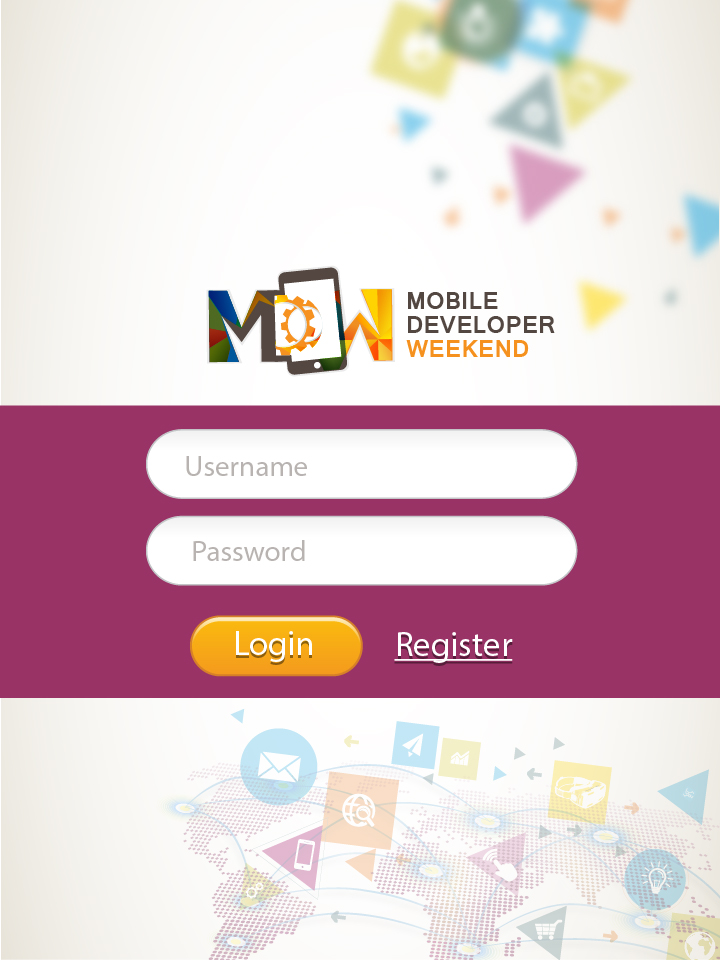 MDW
MOBILE
DEVELOPER
WEEKEND
Username
Password
Login
Register